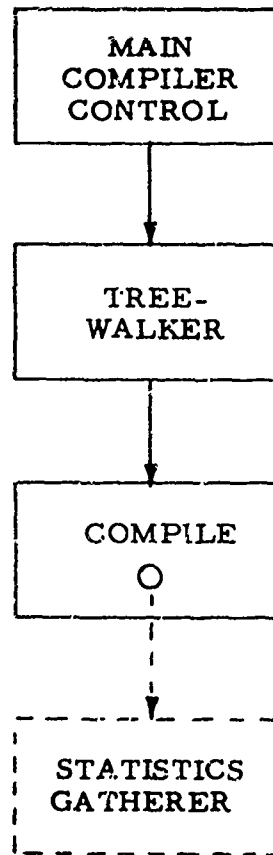 MAIN
COMPILER
CONTROL
TREE-
WALKER
COMPILE
STATISTICS
GATHERER